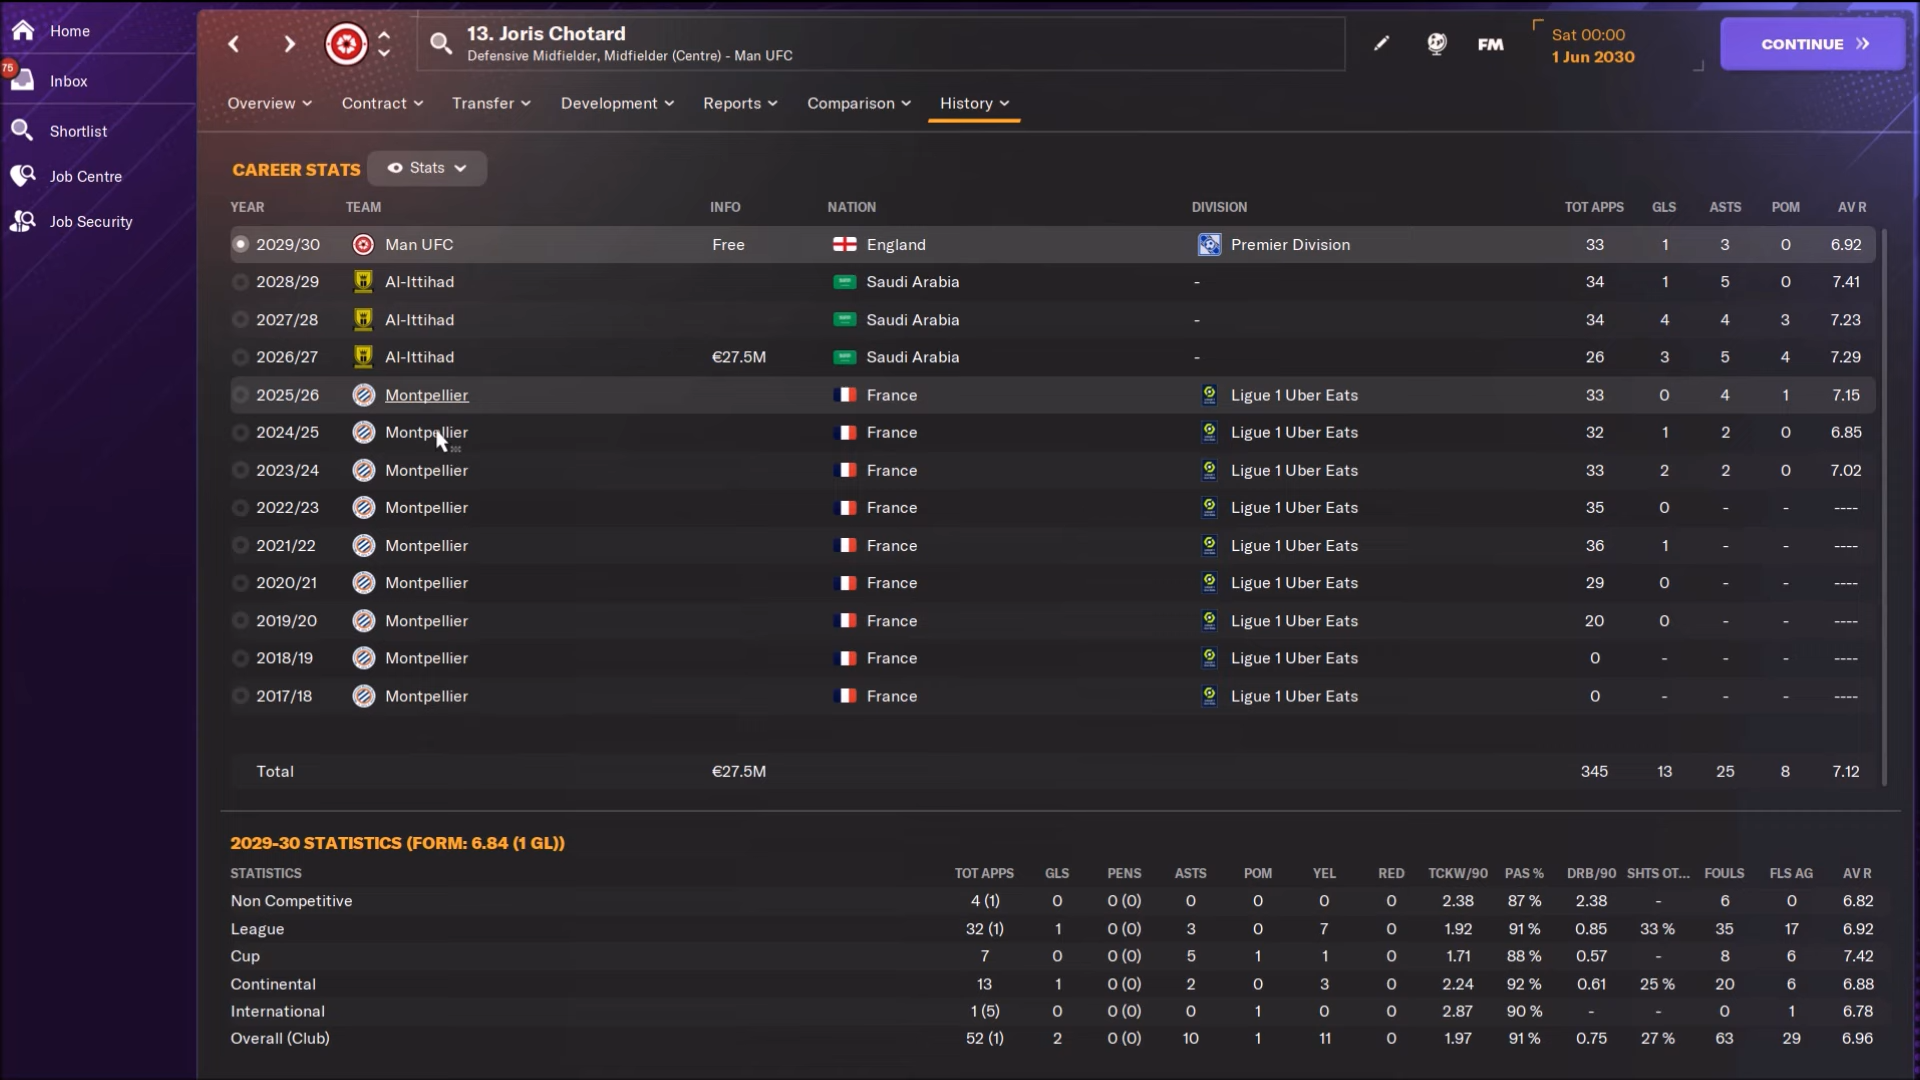 Home
75
Inbox
Shortlist
Job Centre
Job Security
13. Joris Chotard
Defensive Midfielder, Midfielder (Centre) - Man UFC
FM
Sat 00:00
1 Jun 2030
CONTINUE
Overview Contract Transfer Development Reports Comparison History
CAREER STATS Stats
YEAR TEAM INFO NATION DIVISION TOT APPS GLS ASTS POM AV R
2029/30 Man UFC Free England Premier Division 33 1 3 0 6.92
2028/29 Al-Ittihad Saudi Arabia - 34 1 5 0 7.41
2027/28 Al-Ittihad Saudi Arabia - 34 4 4 3 7.23
2026/27 Al-Ittihad €27.5M Saudi Arabia - 26 3 5 4 7.29
2025/26 Montpellier France Ligue 1 Uber Eats 33 0 4 1 7.15
2024/25 Montpellier France Ligue 1 Uber Eats 32 1 2 0 6.85
2023/24 Montpellier France Ligue 1 Uber Eats 33 2 2 0 7.02
2022/23 Montpellier France Ligue 1 Uber Eats 35 0 - - ----
2021/22 Montpellier France Ligue 1 Uber Eats 36 1 - - ----
2020/21 Montpellier France Ligue 1 Uber Eats 29 0 - - ----
2019/20 Montpellier France Ligue 1 Uber Eats 20 0 - - ----
2018/19 Montpellier France Ligue 1 Uber Eats 0 - - - ----
2017/18 Montpellier France Ligue 1 Uber Eats 0 - - - ----
Total €27.5M 345 13 25 8 7.12
2029-30 STATISTICS (FORM: 6.84 (1 GL))
STATISTICS TOT APPS GLS PENS ASTS POM YEL RED TCKW/90 PAS % DRB/90 SHTS OT... FOULS FLS AG AV R
Non Competitive 4 (1) 0 0 (0) 0 0 0 0 2.38 87 % 2.38 - 6 0 6.82
League 32 (1) 1 0 (0) 3 0 7 0 1.92 91 % 0.85 33 % 35 17 6.92
Cup 7 0 0 (0) 5 1 1 0 1.71 88 % 0.57 - 8 6 7.42
Continental 13 1 0 (0) 2 0 3 0 2.24 92 % 0.61 25 % 20 6 6.88
International 1 (5) 0 0 (0) 0 1 0 0 2.87 90 % - - 0 1 6.78
Overall (Club) 52 (1) 2 0 (0) 10 1 11 0 1.97 91 % 0.75 27 % 63 29 6.96